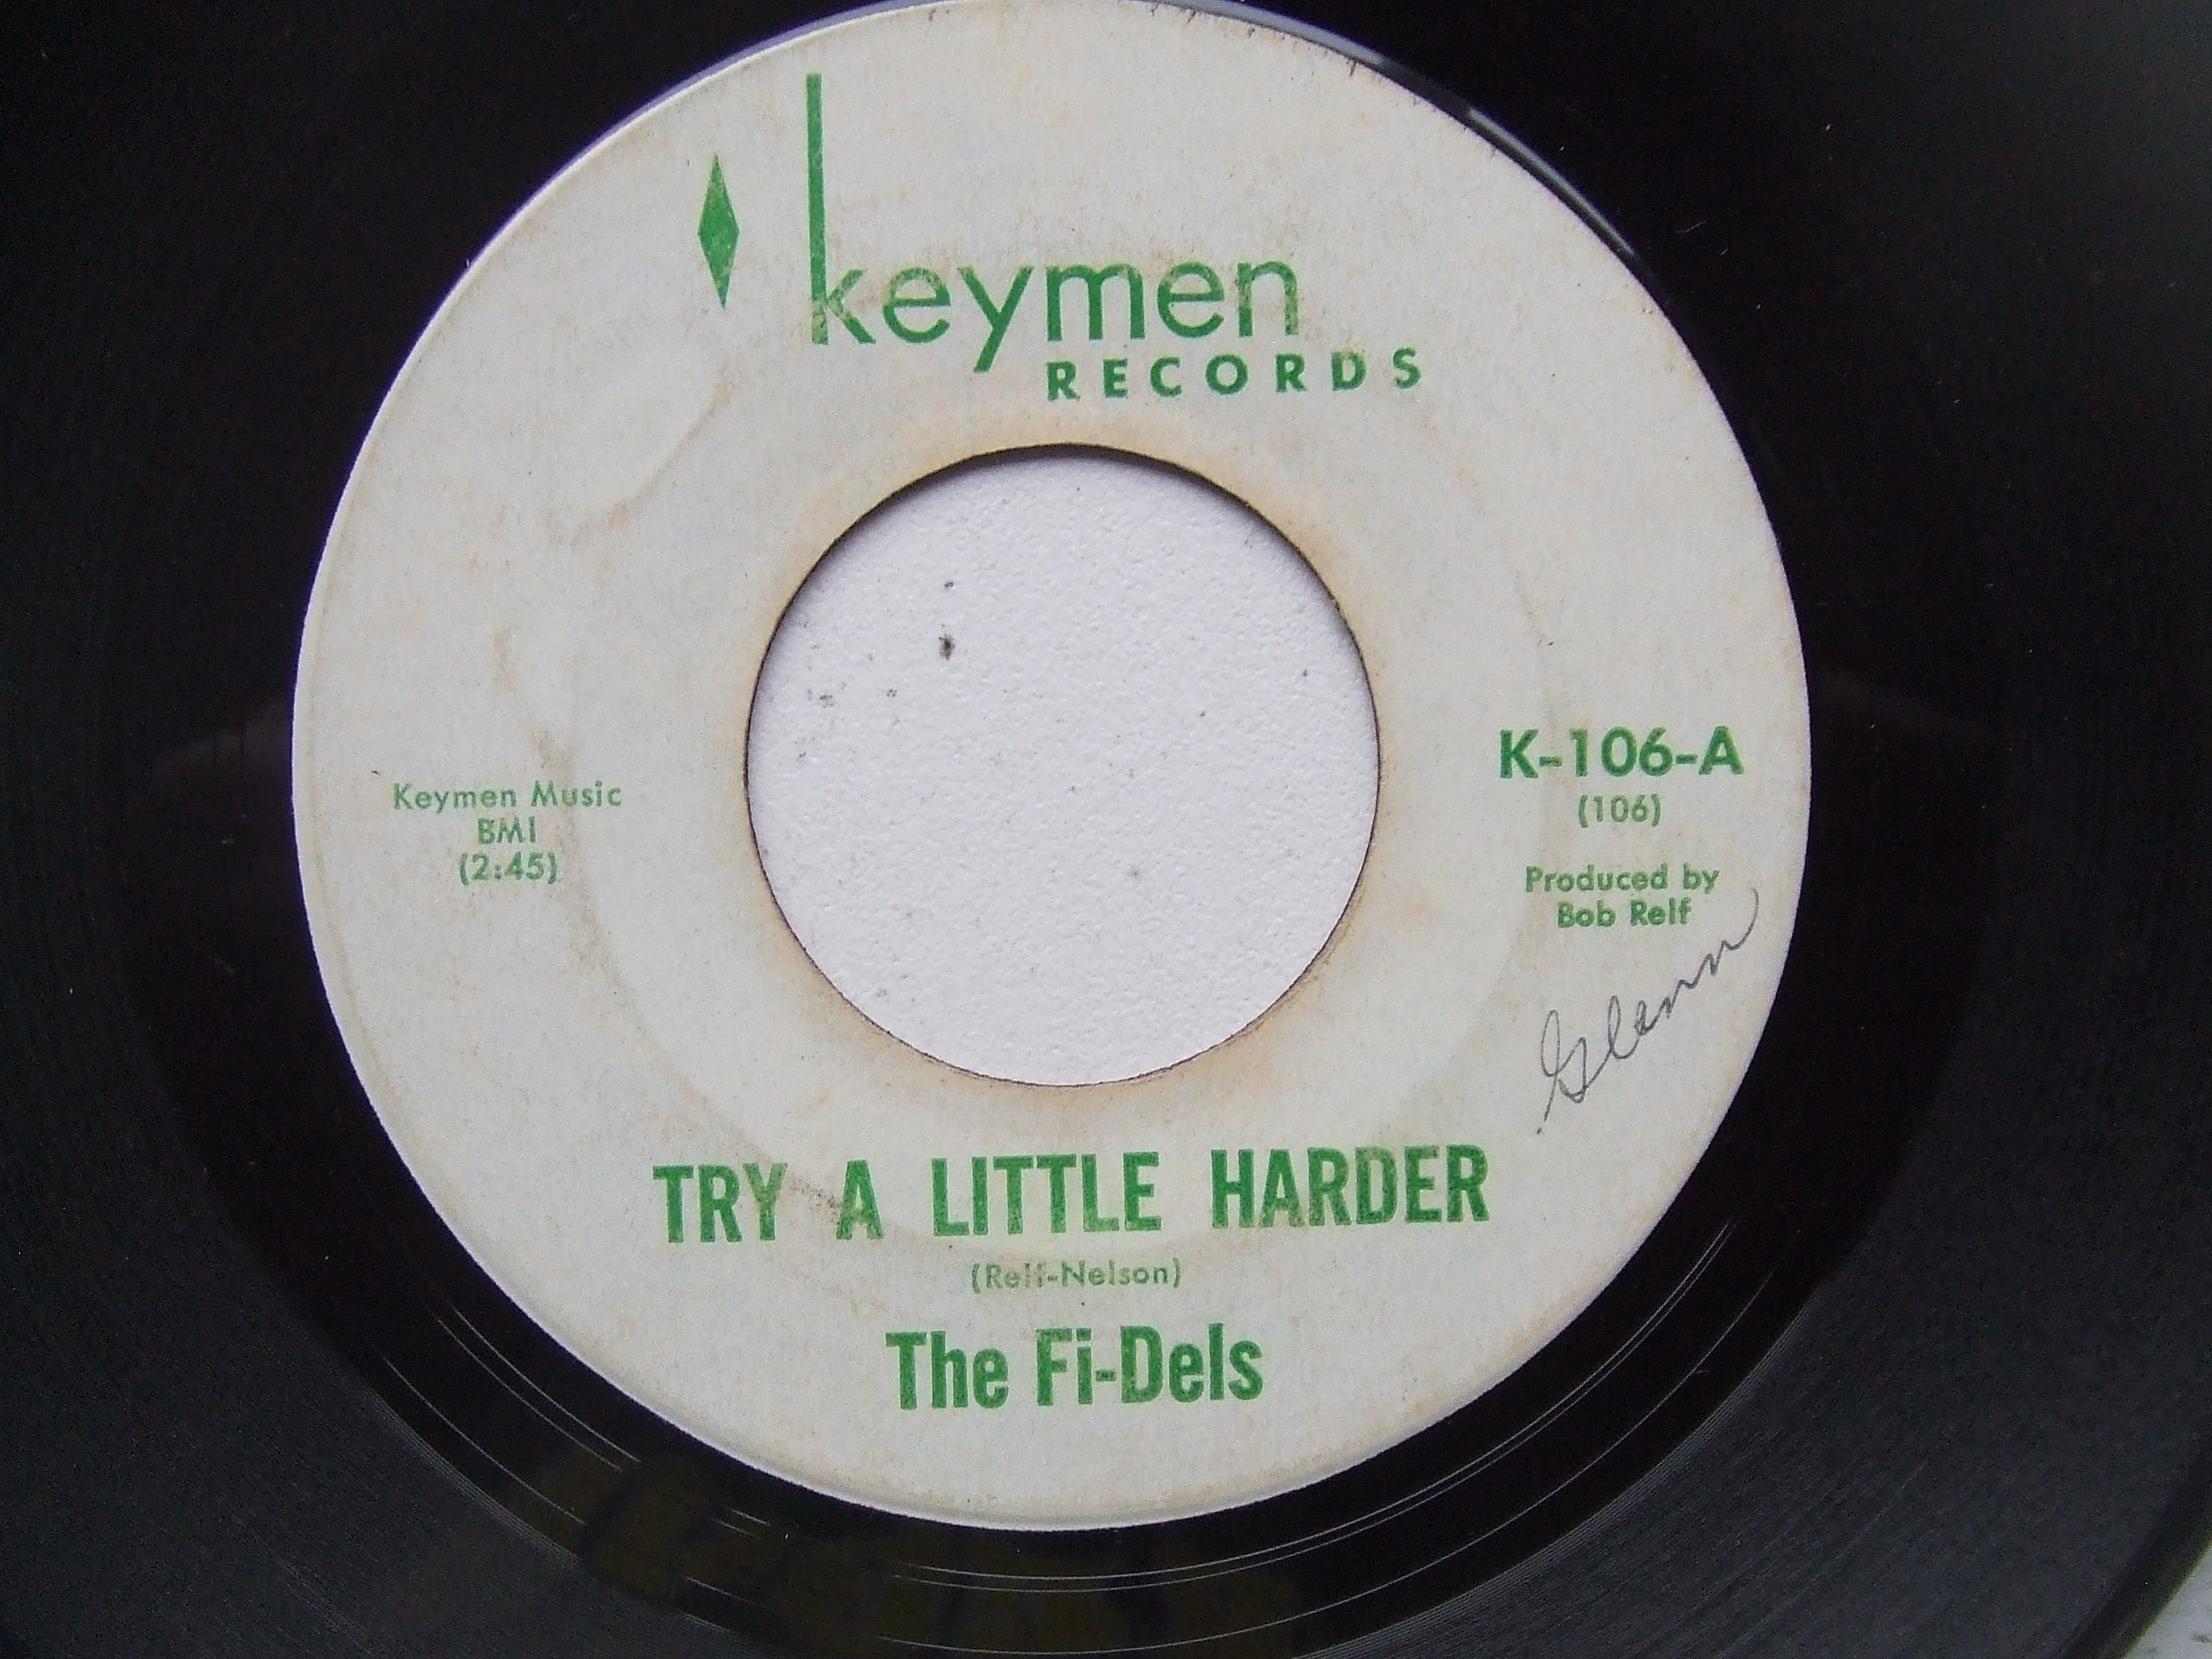 keymen
RECORDS
Keymen Music
BMI
(2:45)
K-106-A
(106)
Produced by
Bob Relf
Glenn
TRY A LITTLE HARDER
(Relf-Nelson)
The Fi-Dels